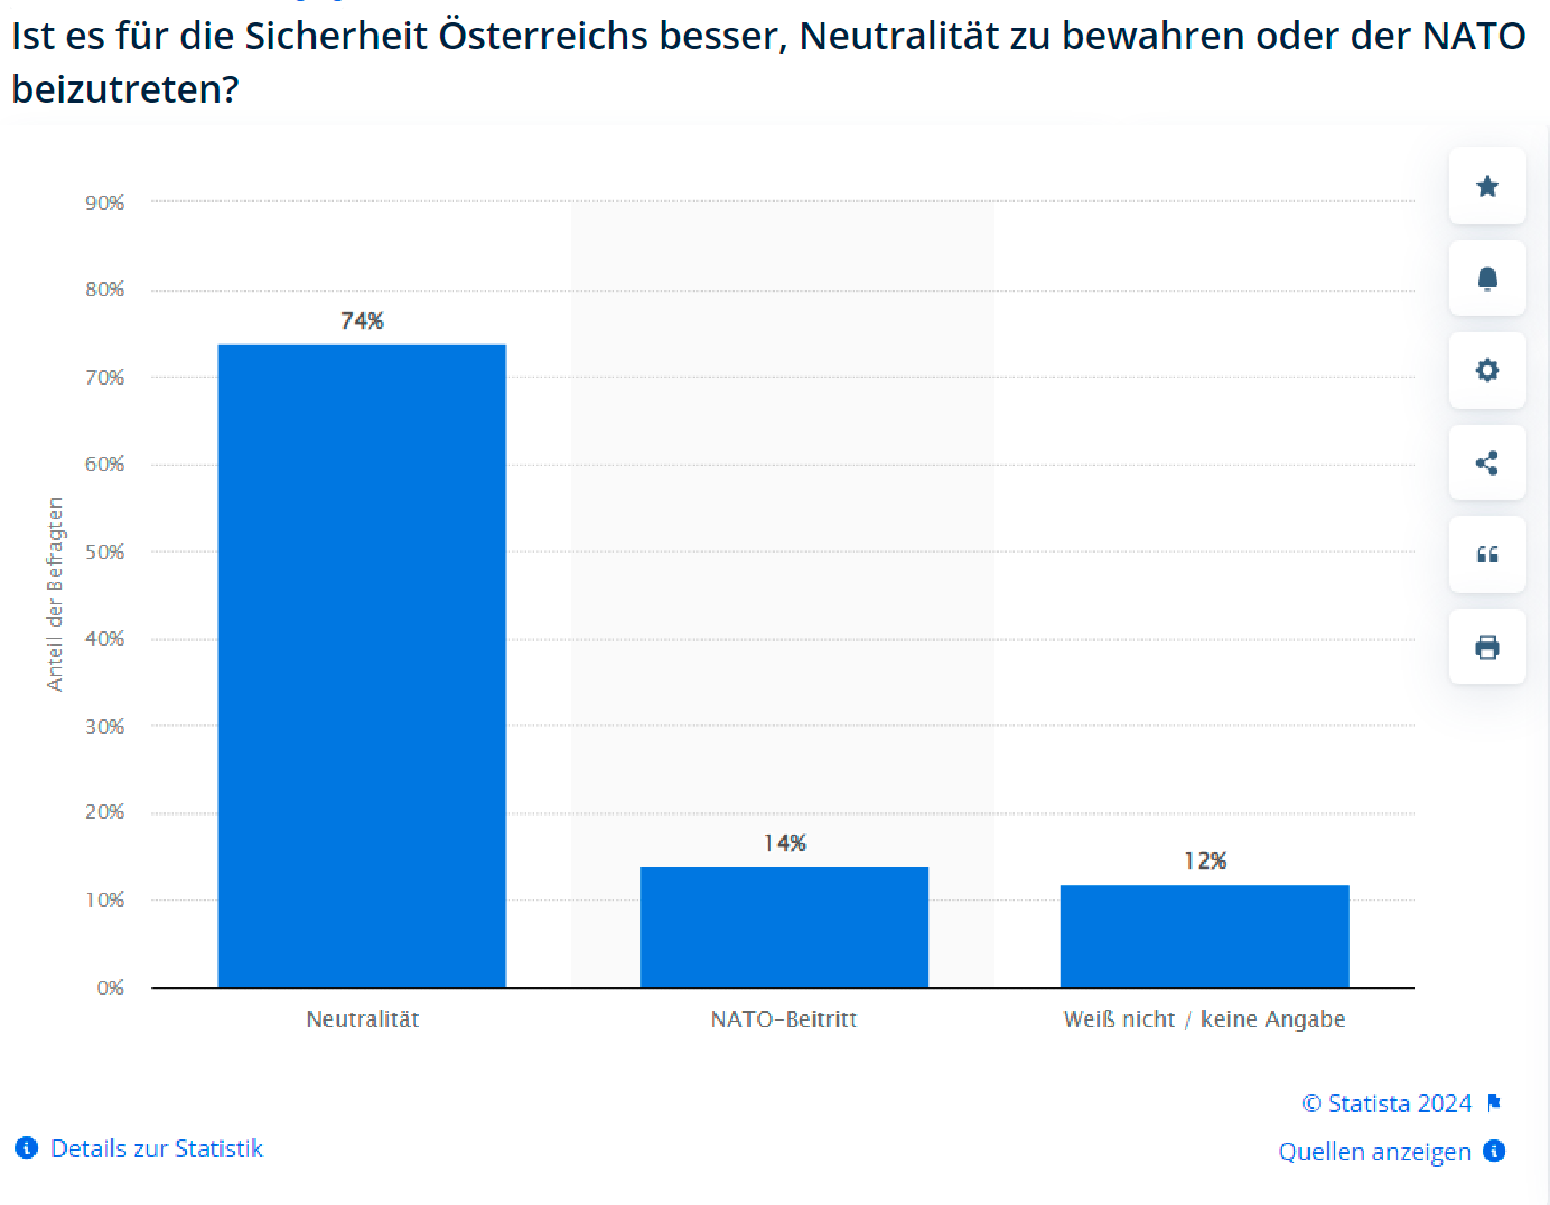 Ist es für die Sicherheit Österreichs besser, Neutralität zu bewahren oder der NATO
beizutreten?
90%
80%
74%
70%
60%
50%
40%
30%
20%
14%
12%
10%
0%
Anteil der Befragten
Neutralität
NATO-Beitritt
Weiß nicht / keine Angabe
© Statista 2024
Details zur Statistik
Quellen anzeigen